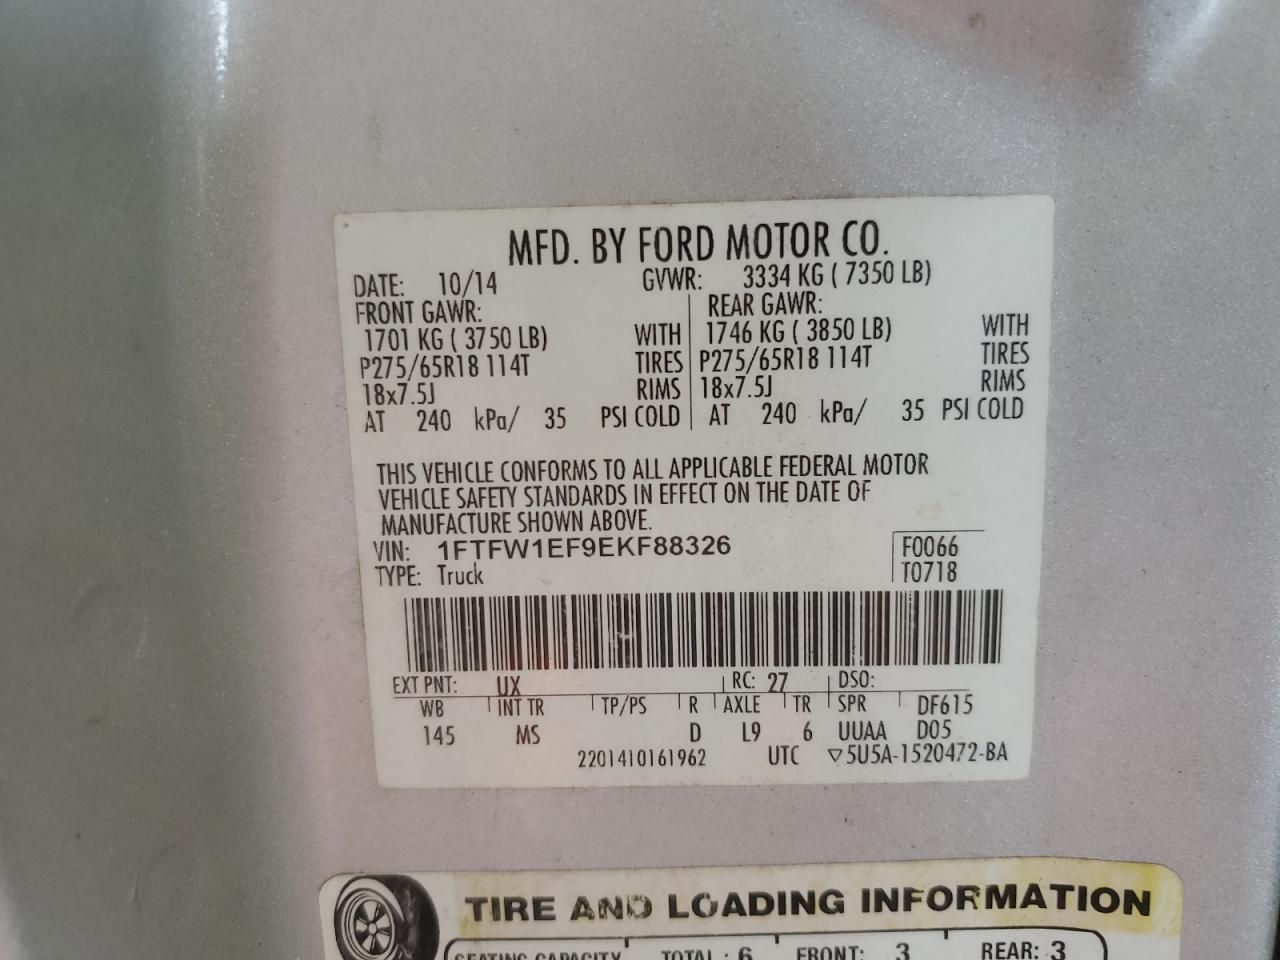 MFD. BY FORD MOTOR CO.
DATE: 10/14 GVWR: 3334 KG ( 7350 LB)
FRONT GAWR: REAR GAWR:
1701 KG ( 3750 LB) WITH 1746 KG ( 3850 LB) WITH
P275/65R18 114T TIRES P275/65R18 114T TIRES
18x7.5J RIMS 18x7.5J RIMS
AT 240 kPa/ 35 PSI COLD AT 240 kPa/ 35 PSI COLD
THIS VEHICLE CONFORMS TO ALL APPLICABLE FEDERAL MOTOR
VEHICLE SAFETY STANDARDS IN EFFECT ON THE DATE OF
MANUFACTURE SHOWN ABOVE.
VIN: 1FTFW1EF9EKF88326 F0066
TYPE: Truck T0718
EXT PNT: UX RC: 27 DSO:
WB INT TR TP/PS R AXLE TR SPR DF615
145 MS D L9 6 UUAA D05
2201410161962 UTC ▽5U5A-1520472-BA
TIRE AND LOADING INFORMATION
SEATING CAPACITY TOTAL : 6 FRONT: 3 REAR: 3